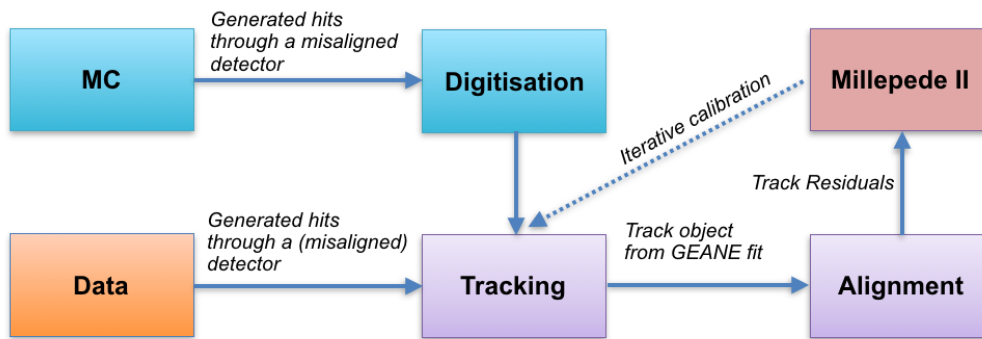 Generated hits
through a misaligned
detector
MC
Digitisation
Millepede II
Iterative calibration
Track Residuals
Generated hits
through a (misaligned)
detector
Track object
from GEANE fit
Data
Tracking
Alignment